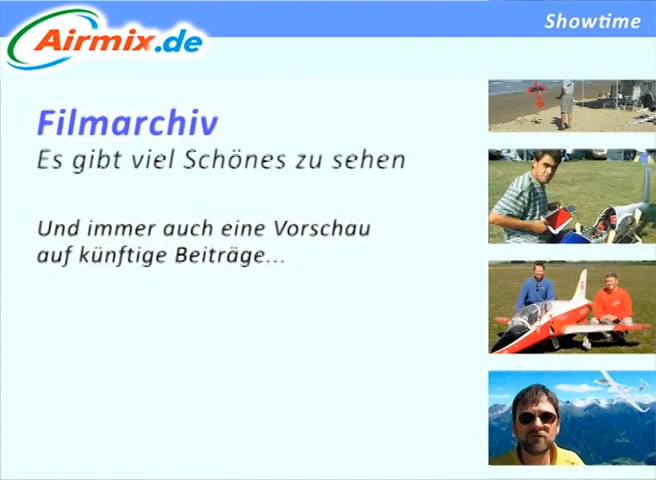 Airmix.de
Showtime
Filmarchiv
Es gibt viel Schönes zu sehen
Und immer auch eine Vorschau
auf künftige Beiträge...